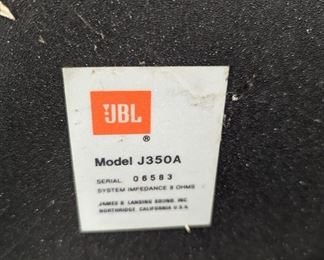 JBL
®
Model J350A
SERIAL 06583
SYSTEM IMPEDANCE 8 OHMS
JAMES B. LANSING SOUND, INC.
NORTHRIDGE, CALIFORNIA U.S.A.